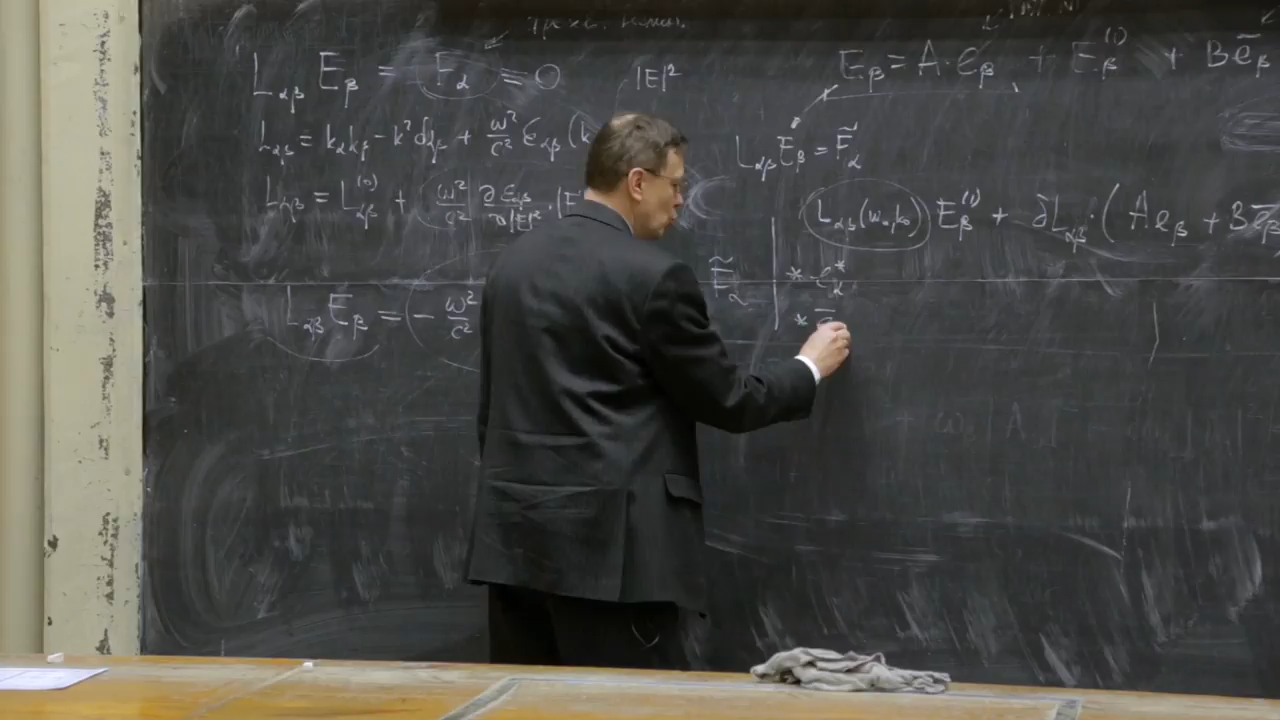 L_{αβ} E_β = F_α = 0
|E|²
L_{αβ} = k_α k_β - k² δ_{αβ} + ω²/c² ε_{αβ} (k
L_{αβ} = L_{αβ}^{(0)} + ω²/c² ∂ε_{αβ}/∂|E|² · |E
L_{αβ} E_β = - ω²/c²
E_β = A · e_β + E_β^{(1)} + B ē_β
L_{αβ} E_β = F̃_α
L_{αβ}(ω₀,k₀) E_β^{(1)} + δL_{αβ} · ( A e_β + B ē_β
F̃_α
* e_α^*
*